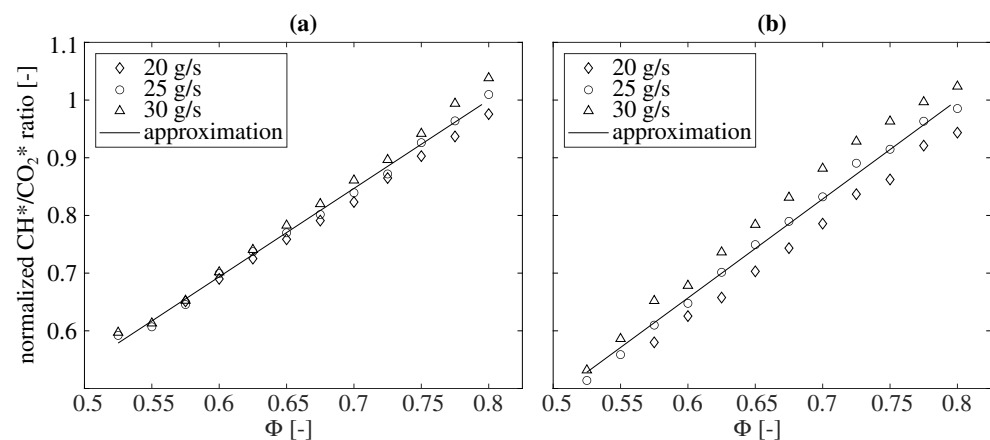 (a)
normalized CH*/CO₂* ratio [-]
1.1
1
0.9
0.8
0.7
0.6
20 g/s
25 g/s
30 g/s
approximation
0.5 0.55 0.6 0.65 0.7 0.75 0.8
Φ [-]
(b)
20 g/s
25 g/s
30 g/s
approximation
0.5 0.55 0.6 0.65 0.7 0.75 0.8
Φ [-]